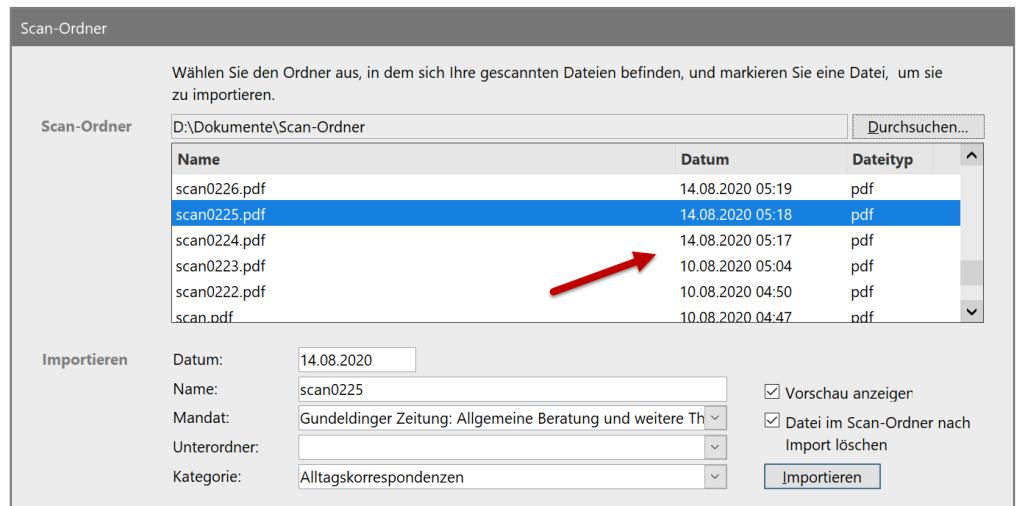 Scan-Ordner
Wählen Sie den Ordner aus, in dem sich Ihre gescannten Dateien befinden, und markieren Sie eine Datei, um sie
zu importieren.
Scan-Ordner D:\Dokumente\Scan-Ordner Durchsuchen...
Name Datum Dateityp
scan0226.pdf 14.08.2020 05:19 pdf
scan0225.pdf 14.08.2020 05:18 pdf
scan0224.pdf 14.08.2020 05:17 pdf
scan0223.pdf 10.08.2020 05:04 pdf
scan0222.pdf 10.08.2020 04:50 pdf
scan.pdf 10.08.2020 04:47 pdf
Importieren Datum: 14.08.2020
Name: scan0225 Vorschau anzeigen
Mandat: Gundeldinger Zeitung: Allgemeine Beratung und weitere Th Datei im Scan-Ordner nach
Unterordner: Import löschen
Kategorie: Alltagskorrespondenzen Importieren